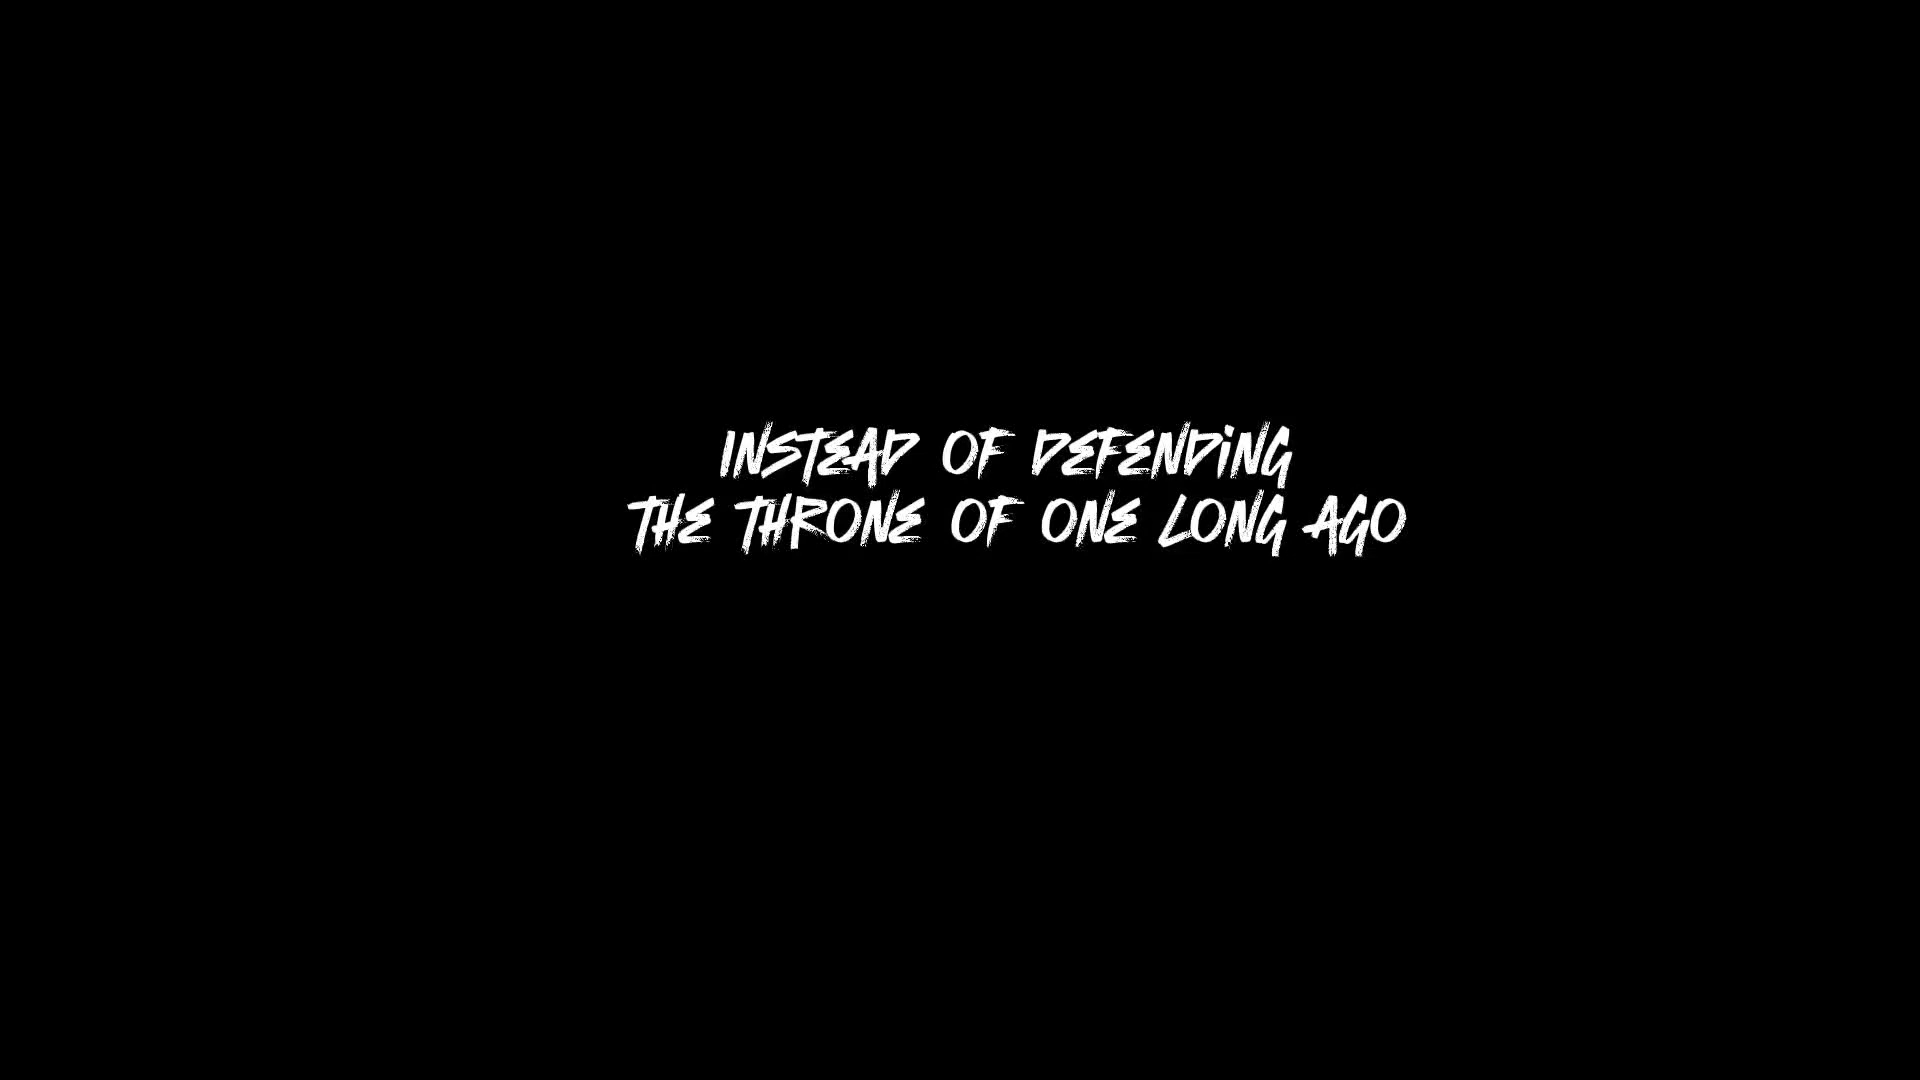 INSTEAD OF DEFENDING
THE THRONE OF ONE LONG AGO